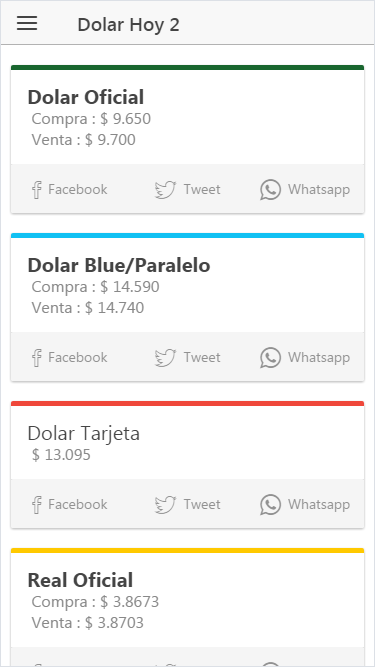 Dolar Hoy 2
Dolar Oficial
Compra : $ 9.650
Venta : $ 9.700
Facebook Tweet Whatsapp
Dolar Blue/Paralelo
Compra : $ 14.590
Venta : $ 14.740
Facebook Tweet Whatsapp
Dolar Tarjeta
$ 13.095
Facebook Tweet Whatsapp
Real Oficial
Compra : $ 3.8673
Venta : $ 3.8703